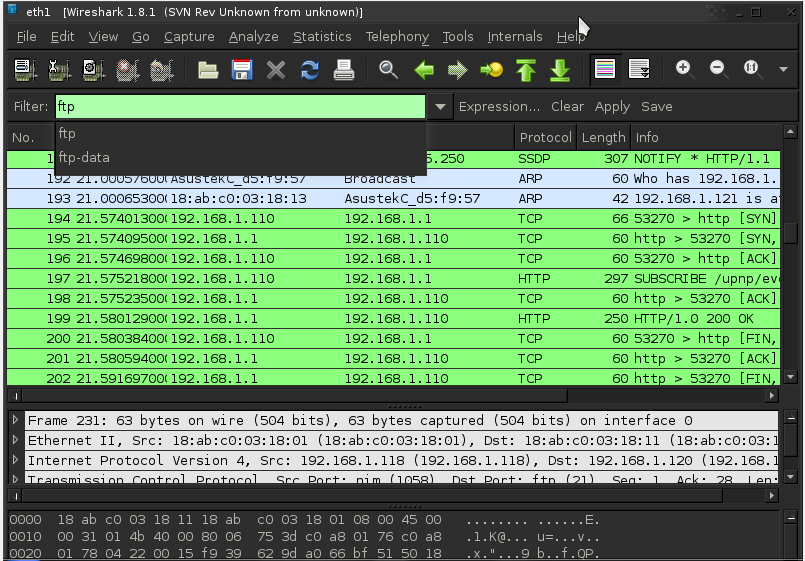 eth1 [Wireshark 1.8.1 (SVN Rev Unknown from unknown)]
File Edit View Go Capture Analyze Statistics Telephony Tools Internals Help
Filter: ftp Expression... Clear Apply Save
ftp
ftp-data
No. Protocol Length Info
1 5.250 SSDP 307 NOTIFY * HTTP/1.1
192 21.000576000 AsustekC_d5:f9:57 Broadcast ARP 60 Who has 192.168.1.
193 21.000653000 18:ab:c0:03:18:13 AsustekC_d5:f9:57 ARP 42 192.168.1.121 is a
194 21.574013000 192.168.1.110 192.168.1.1 TCP 66 53270 > http [SYN]
195 21.574095000 192.168.1.1 192.168.1.110 TCP 60 http > 53270 [SYN,
196 21.574698000 192.168.1.110 192.168.1.1 TCP 60 53270 > http [ACK]
197 21.575218000 192.168.1.110 192.168.1.1 HTTP 297 SUBSCRIBE /upnp/eve
198 21.575235000 192.168.1.1 192.168.1.110 TCP 60 http > 53270 [ACK]
199 21.580129000 192.168.1.1 192.168.1.110 HTTP 250 HTTP/1.0 200 OK
200 21.580384000 192.168.1.110 192.168.1.1 TCP 60 53270 > http [FIN,
201 21.580594000 192.168.1.1 192.168.1.110 TCP 60 http > 53270 [ACK]
202 21.591697000 192.168.1.1 192.168.1.110 TCP 60 http > 53270 [FIN,
Frame 231: 63 bytes on wire (504 bits), 63 bytes captured (504 bits) on interface 0
Ethernet II, Src: 18:ab:c0:03:18:01 (18:ab:c0:03:18:01), Dst: 18:ab:c0:03:18:11 (18:ab:c0:03:1
Internet Protocol Version 4, Src: 192.168.1.118 (192.168.1.118), Dst: 192.168.1.120 (192.168.1
Transmission Control Protocol, Src Port: nim (1058), Dst Port: ftp (21), Seq: 1, Ack: 28, Len:
0000 18 ab c0 03 18 11 18 ab c0 03 18 01 08 00 45 00 ........ ......E.
0010 00 31 01 4b 40 00 80 06 75 3d c0 a8 01 76 c0 a8 .1.K@... u=...v..
0020 01 78 04 22 00 15 f9 39 62 9d a0 66 bf 51 50 18 .x."...9 b..f.QP.